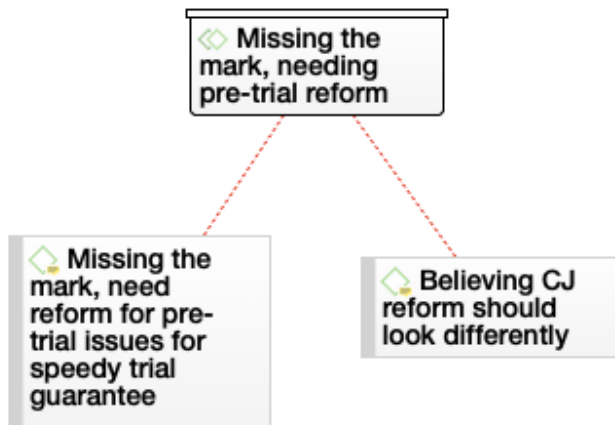 Missing the
mark, needing
pre-trial reform
Missing the
mark, need
reform for pre-
trial issues for
speedy trial
guarantee
Believing CJ
reform should
look differently